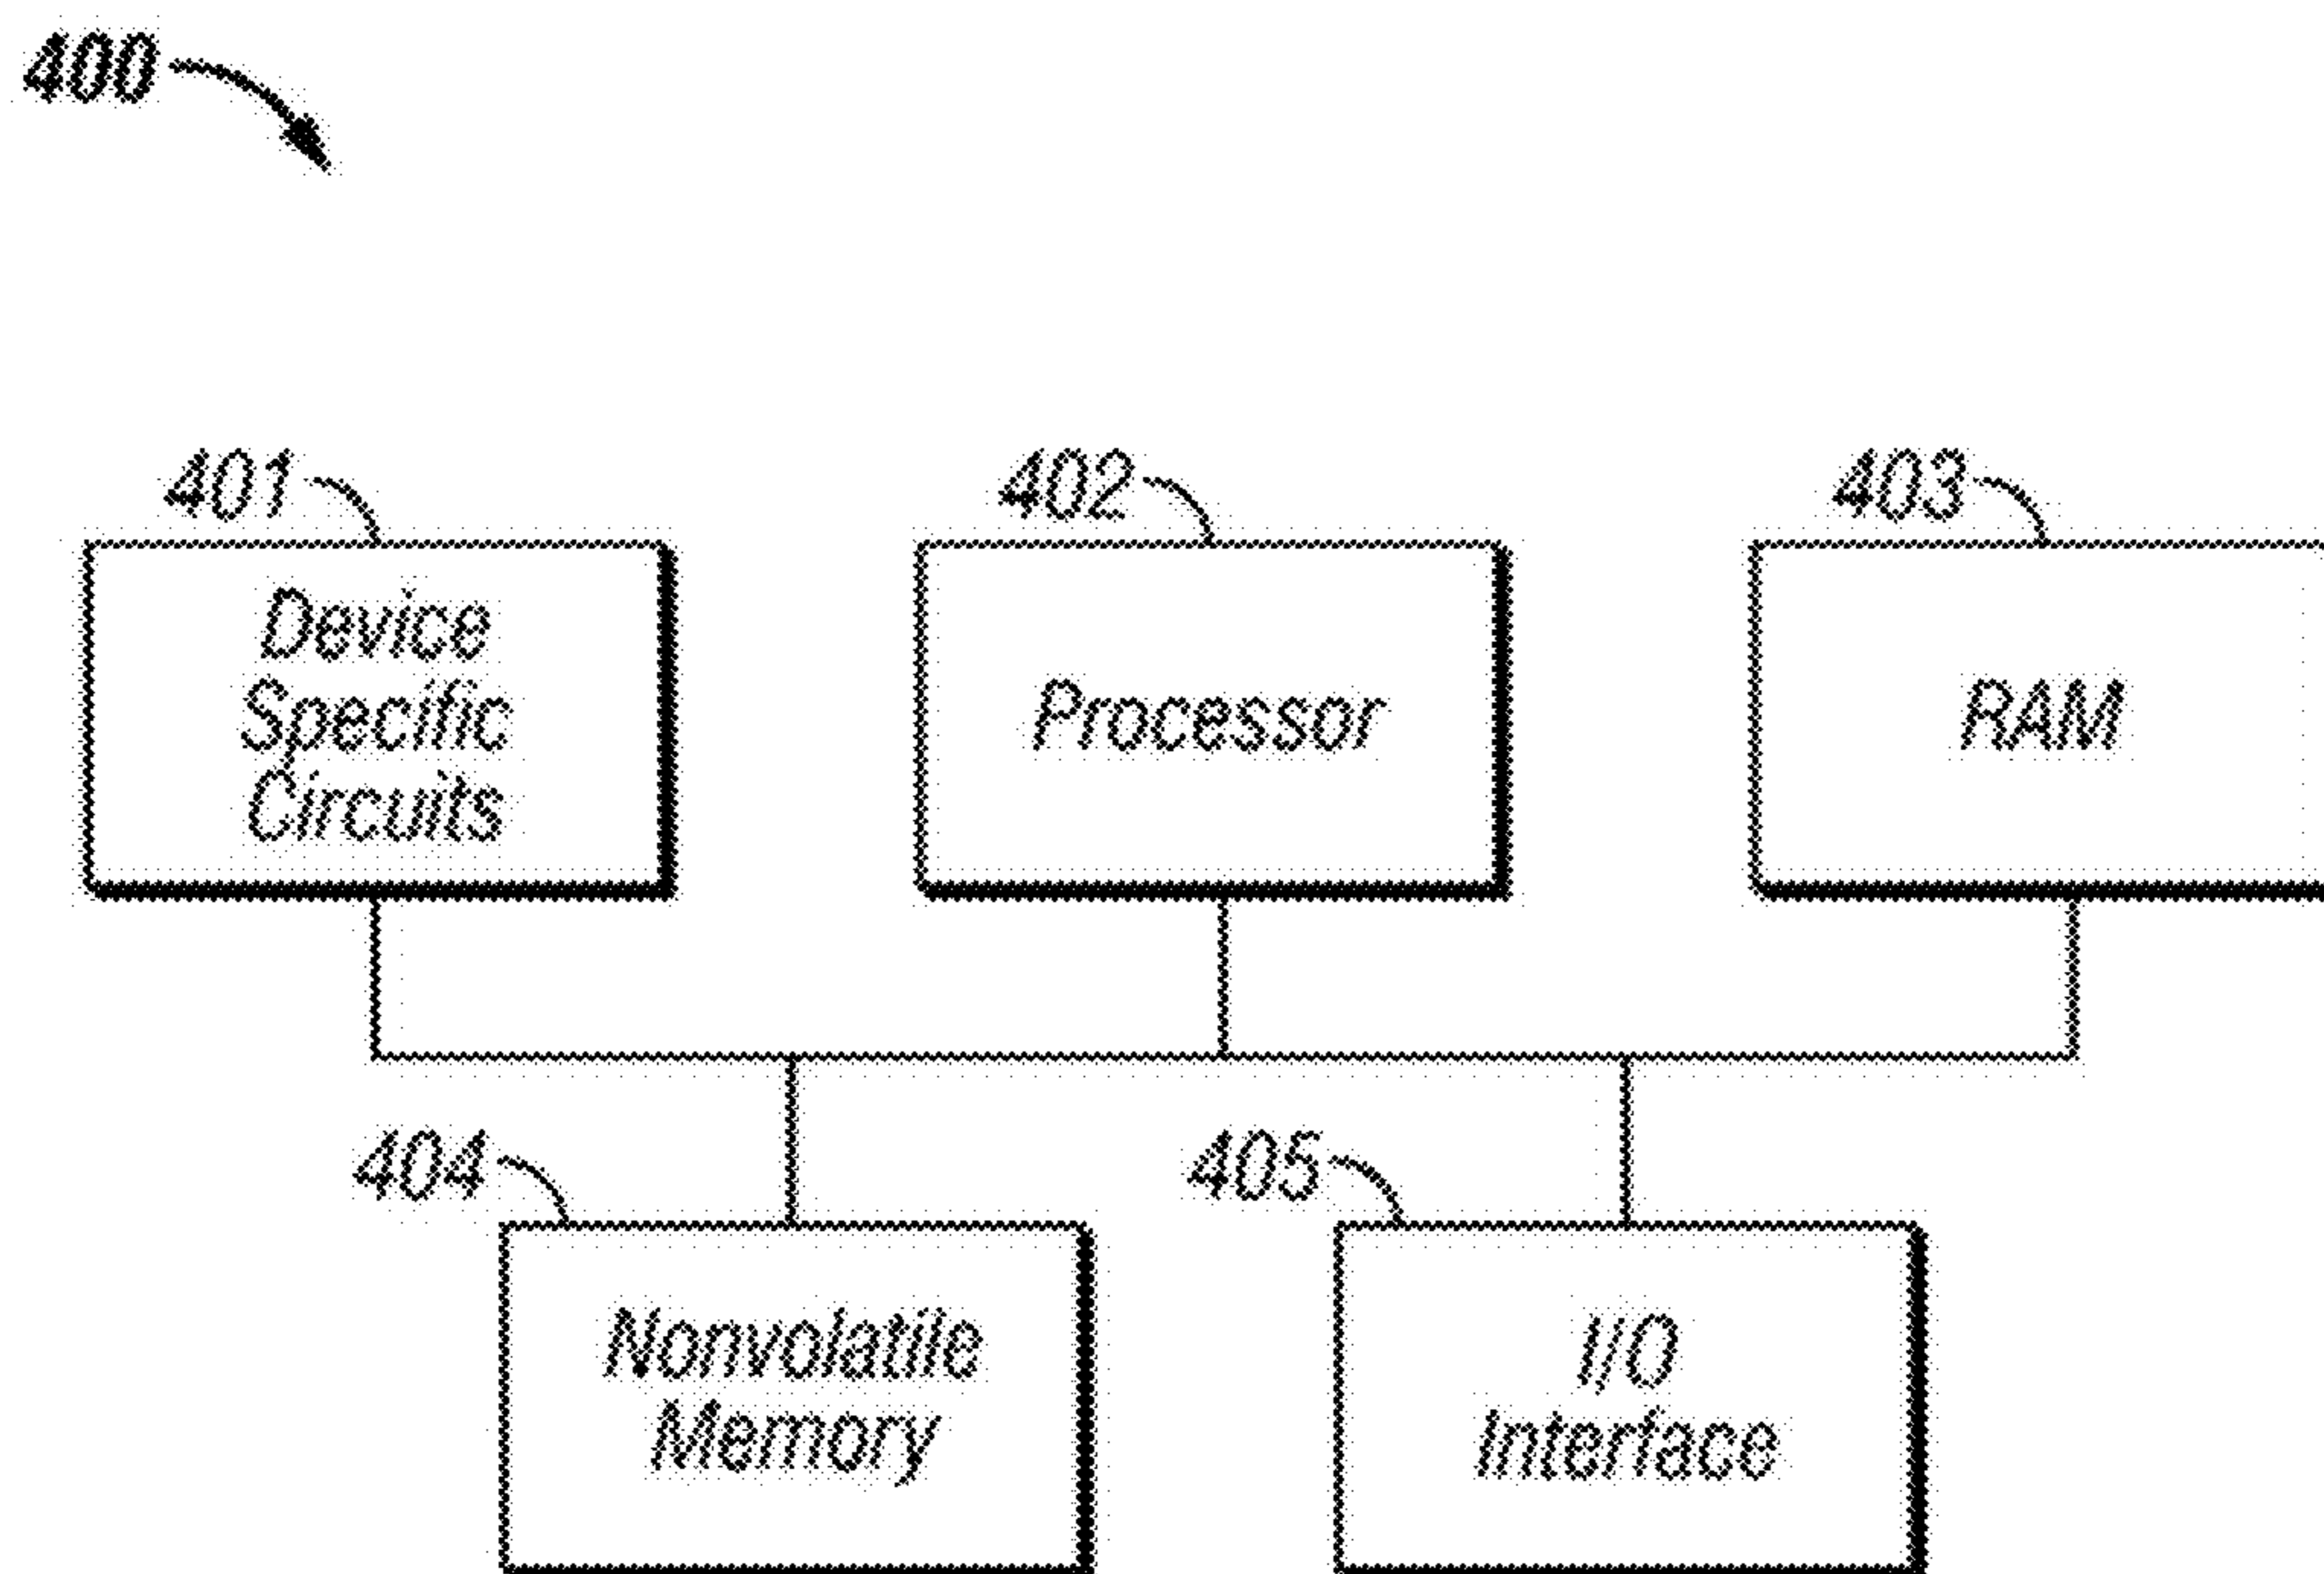 400
401
402
403
Device
Specific
Circuits
Processor
RAM
404
405
Nonvolatile
Memory
I/O
Interface